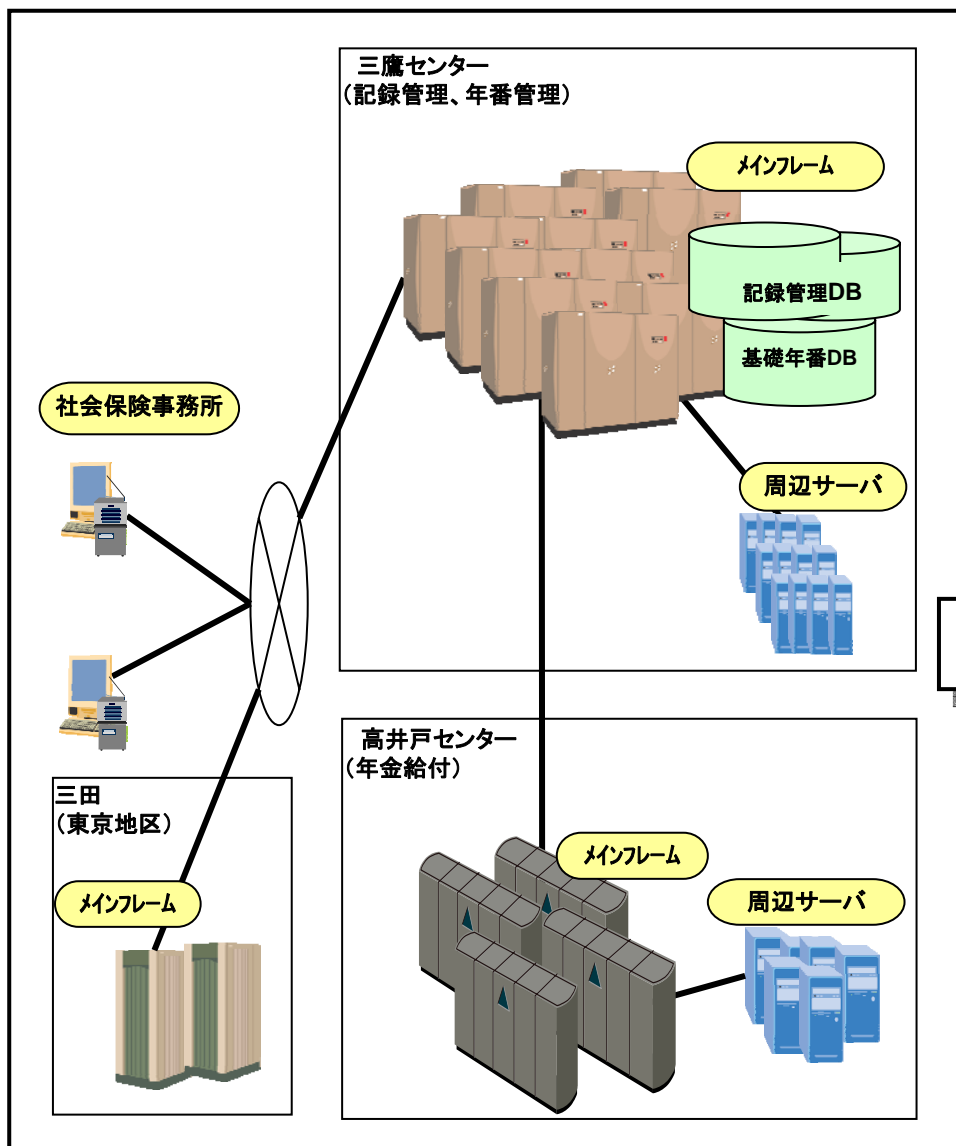 三鷹センター
(記録管理、年番管理)
メインフレーム
記録管理DB
基礎年番DB
社会保険事務所
周辺サーバ
高井戸センター
(年金給付)
三田
(東京地区)
メインフレーム
メインフレーム
周辺サーバ